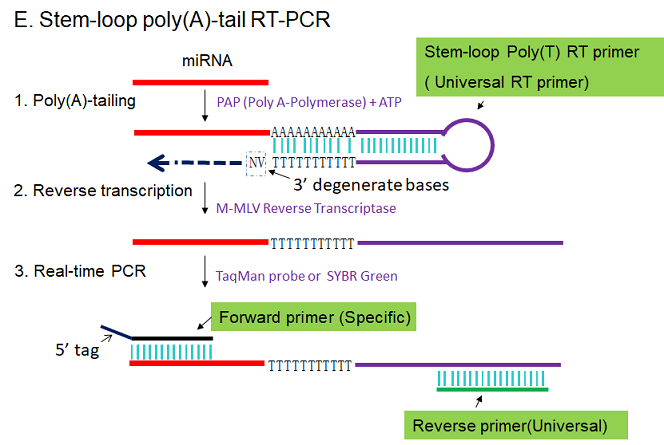 E. Stem-loop poly(A)-tail RT-PCR
Stem-loop Poly(T) RT primer
( Universal RT primer)
miRNA
1. Poly(A)-tailing
PAP (Poly A-Polymerase) + ATP
AAAAAAAAAAA
NV TTTTTTTTTTT
3’ degenerate bases
2. Reverse transcription
M-MLV Reverse Transcriptase
TTTTTTTTTTT
3. Real-time PCR
TaqMan probe or SYBR Green
Forward primer (Specific)
5’ tag
TTTTTTTTTTT
Reverse primer(Universal)